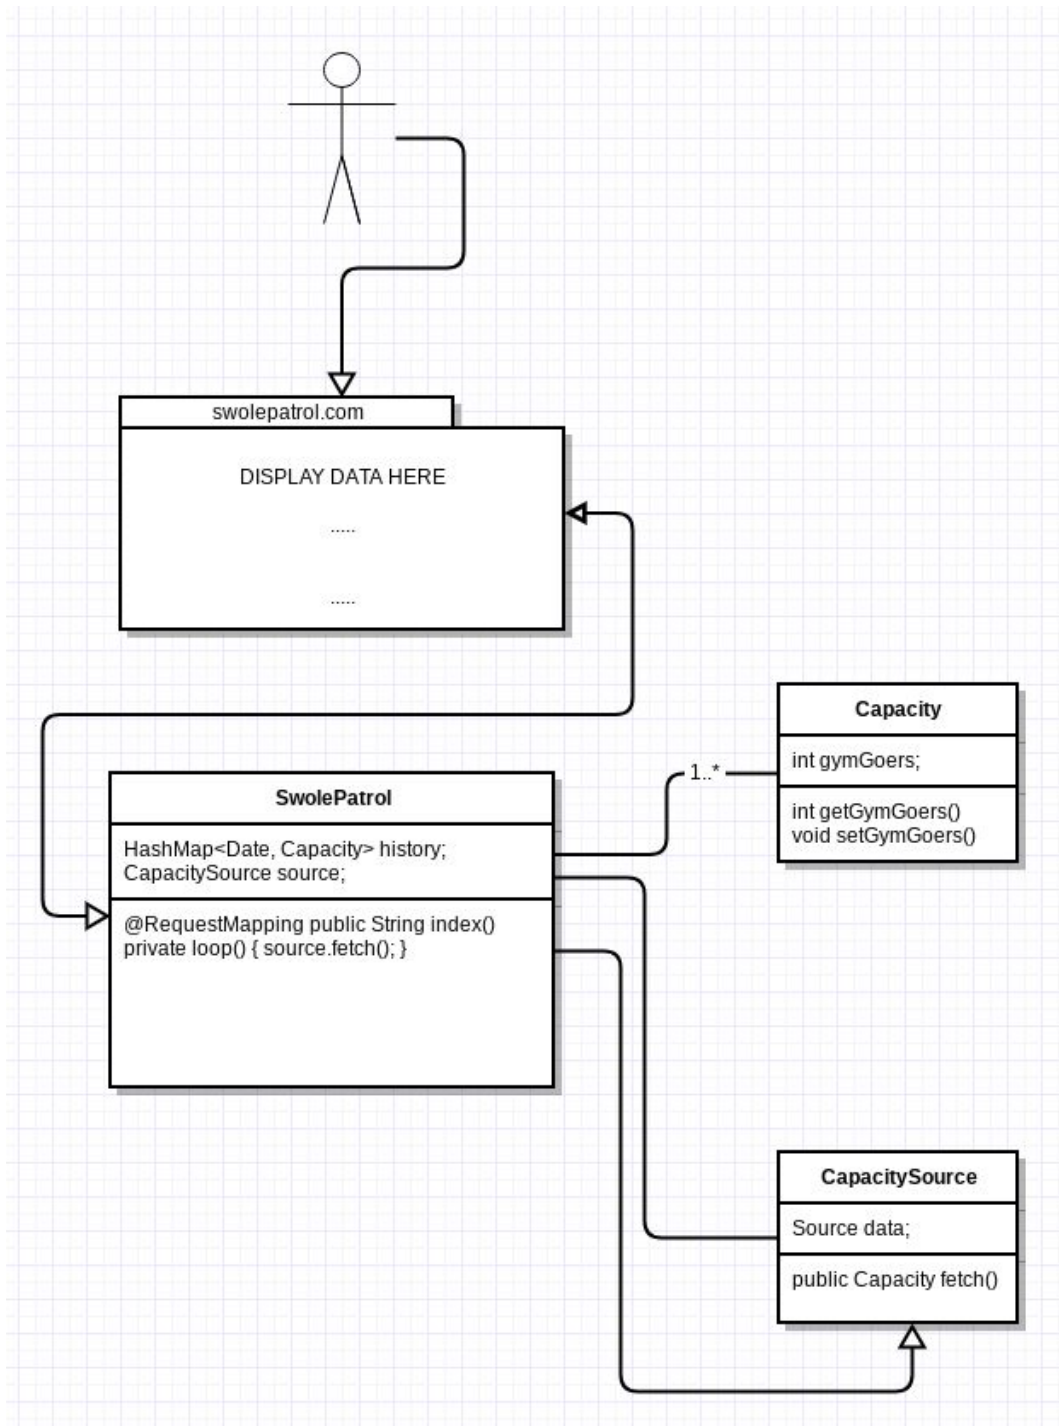 swolepatrol.com
DISPLAY DATA HERE
.....
.....
Capacity
int gymGoers;
int getGymGoers()
void setGymGoers()
1..*
SwolePatrol
HashMap<Date, Capacity> history;
CapacitySource source;
@RequestMapping public String index()
private loop() { source.fetch(); }
CapacitySource
Source data;
public Capacity fetch()